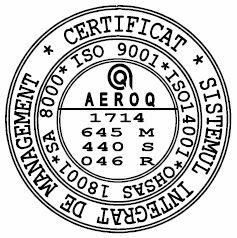 * CERTIFICAT * SISTEMUL INTEGRAT DE MANAGEMENT
*ISO 9001*ISO14001*OHSAS 18001*SA 8000
AEROQ
1714
645 M
440 S
046 R